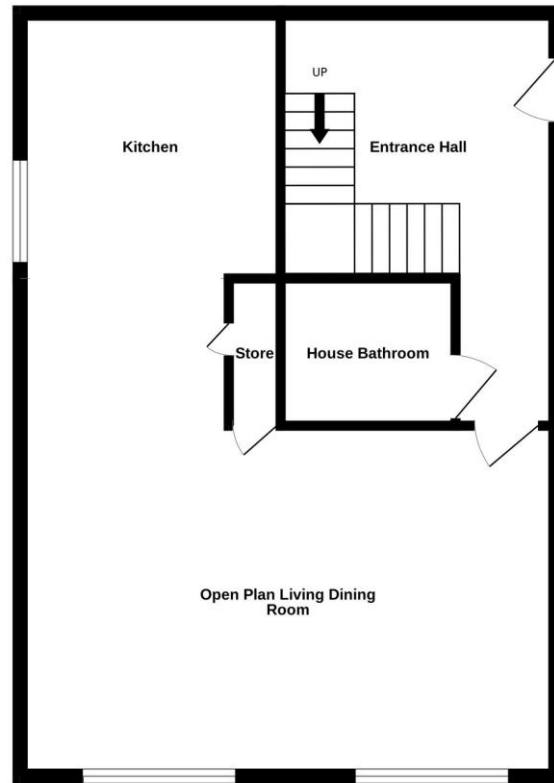 UP
Kitchen
Entrance Hall
Store
House Bathroom
Open Plan Living Dining
Room